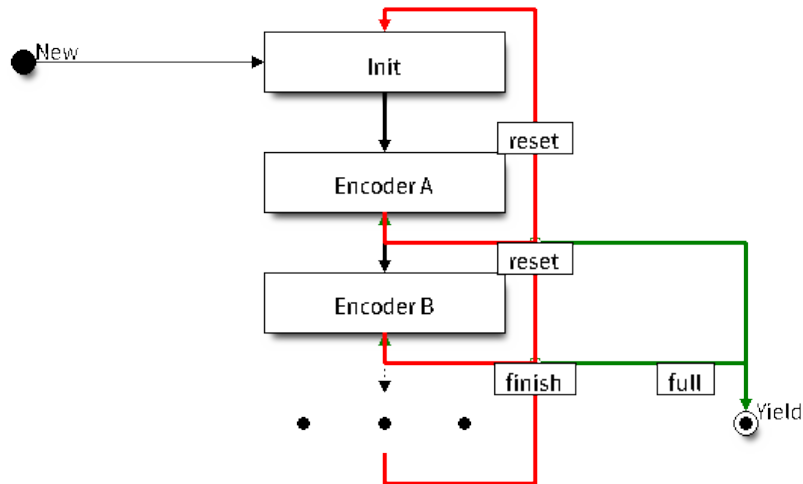 New
Init
reset
Encoder A
reset
Encoder B
finish
full
Yield